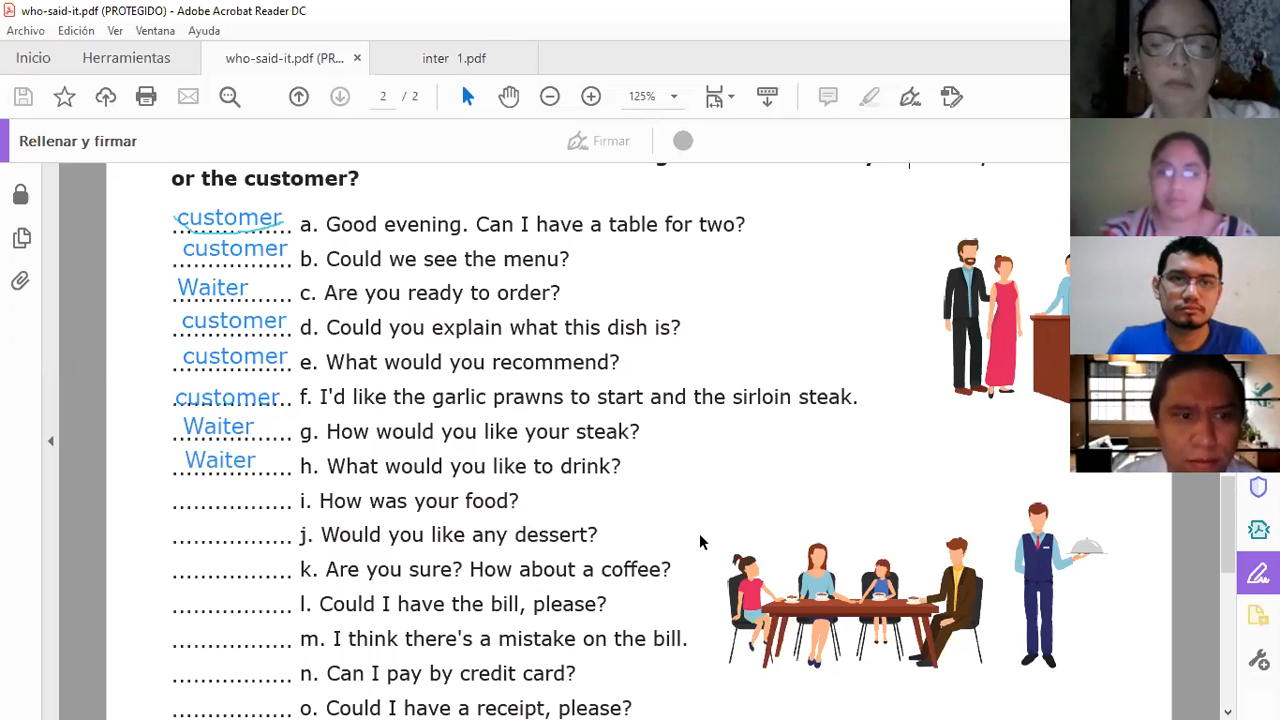 who-said-it.pdf (PROTEGIDO) - Adobe Acrobat Reader DC
Archivo Edición Ver Ventana Ayuda
Inicio Herramientas who-said-it.pdf (PR... × inter 1.pdf
2 / 2 125%
Rellenar y firmar Firmar
or the customer?
customer a. Good evening. Can I have a table for two?
customer b. Could we see the menu?
Waiter c. Are you ready to order?
customer d. Could you explain what this dish is?
customer e. What would you recommend?
customer f. I'd like the garlic prawns to start and the sirloin steak.
Waiter g. How would you like your steak?
Waiter h. What would you like to drink?
............... i. How was your food?
............... j. Would you like any dessert?
............... k. Are you sure? How about a coffee?
............... l. Could I have the bill, please?
............... m. I think there's a mistake on the bill.
............... n. Can I pay by credit card?
............... o. Could I have a receipt, please?